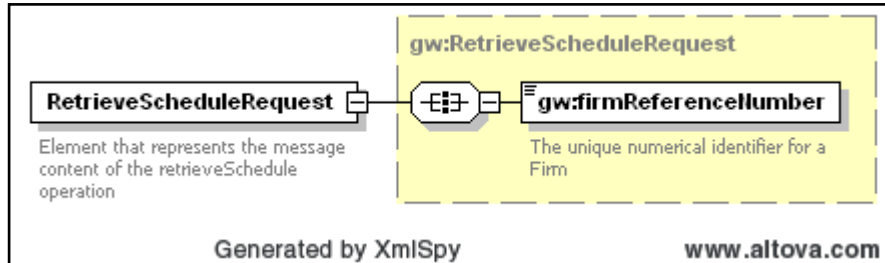 gw:RetrieveScheduleRequest
RetrieveScheduleRequest
gw:firmReferenceNumber
Element that represents the message
content of the retrieveSchedule
operation
The unique numerical identifier for a
Firm
Generated by XmlSpy
www.altova.com